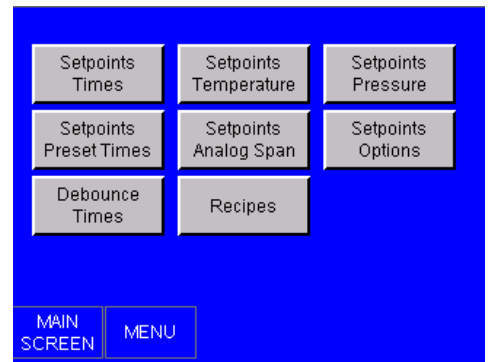 Setpoints
Times
Setpoints
Temperature
Setpoints
Pressure
Setpoints
Preset Times
Setpoints
Analog Span
Setpoints
Options
Debounce
Times
Recipes
MAIN
SCREEN
MENU